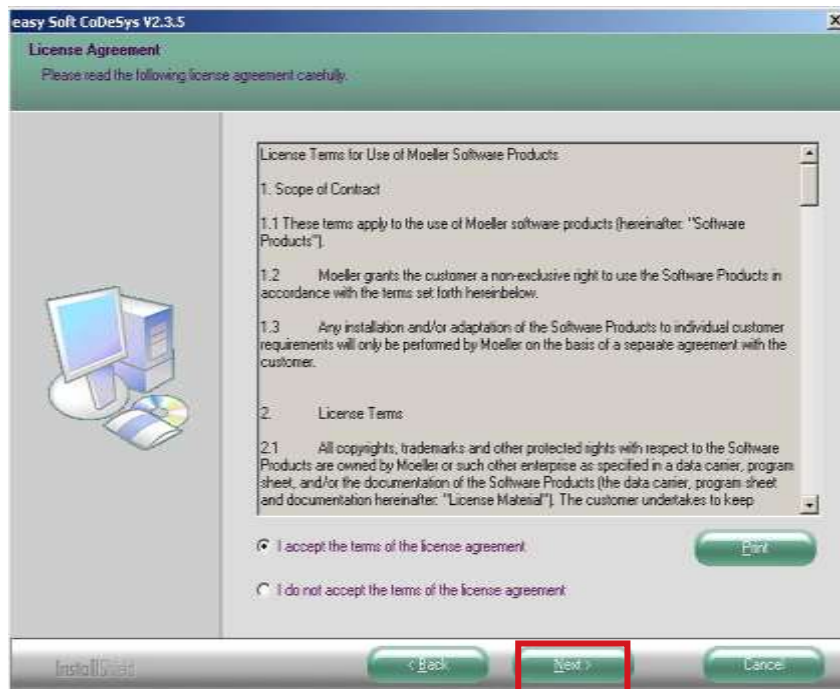 easy Soft CoDeSys V2.3.5
License Agreement
Please read the following license agreement carefully.
License Terms for Use of Moeller Software Products
1. Scope of Contract
1.1 These terms apply to the use of Moeller software products (hereinafter: "Software
Products").
1.2 Moeller grants the customer a non-exclusive right to use the Software Products in
accordance with the terms set forth hereinbelow.
1.3 Any installation and/or adaptation of the Software Products to individual customer
requirements will only be performed by Moeller on the basis of a separate agreement with the
customer.
2. License Terms
2.1 All copyrights, trademarks and other protected rights with respect to the Software
Products are owned by Moeller or such other enterprise as specified in a data carrier, program
sheet, and/or the documentation of the Software Products (the data carrier, program sheet
and documentation hereinafter: "License Material"). The customer undertakes to keep
I accept the terms of the license agreement
Print
I do not accept the terms of the license agreement
InstallShield
< Back
Next >
Cancel